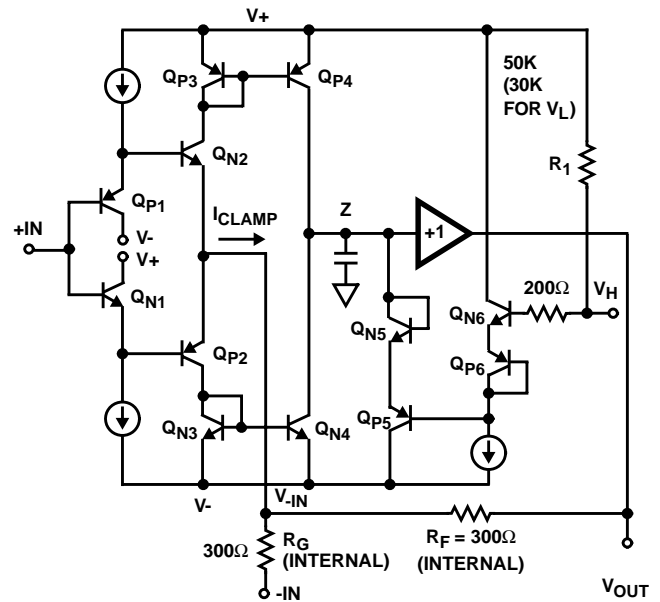 V+
QP3
QP4
50K
(30K
FOR VL)
QN2
R1
QP1
ICLAMP
Z
+1
+IN
V-
V+
200Ω
VH
QN1
QN6
QP2
QN5
QP6
QN3
QN4
QP5
V-
V-IN
300Ω
RG
(INTERNAL)
RF = 300Ω
(INTERNAL)
-IN
VOUT